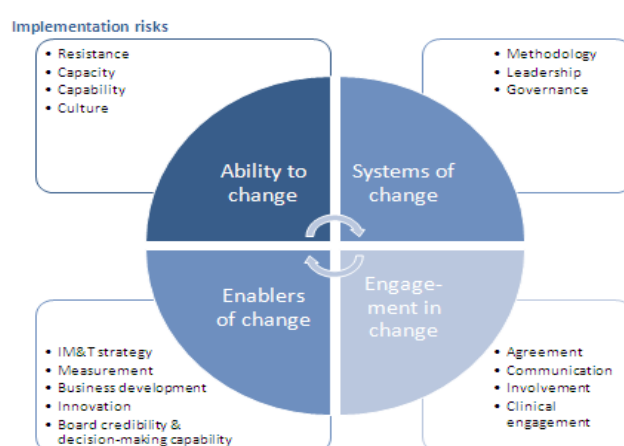 Implementation risks
• Resistance
• Capacity
• Capability
• Culture
• Methodology
• Leadership
• Governance
Ability to
change
Systems of
change
Enablers
of change
Engage-
ment in
change
• IM&T strategy
• Measurement
• Business development
• Innovation
• Board credibility &
decision-making capability
• Agreement
• Communication
• Involvement
• Clinical
engagement